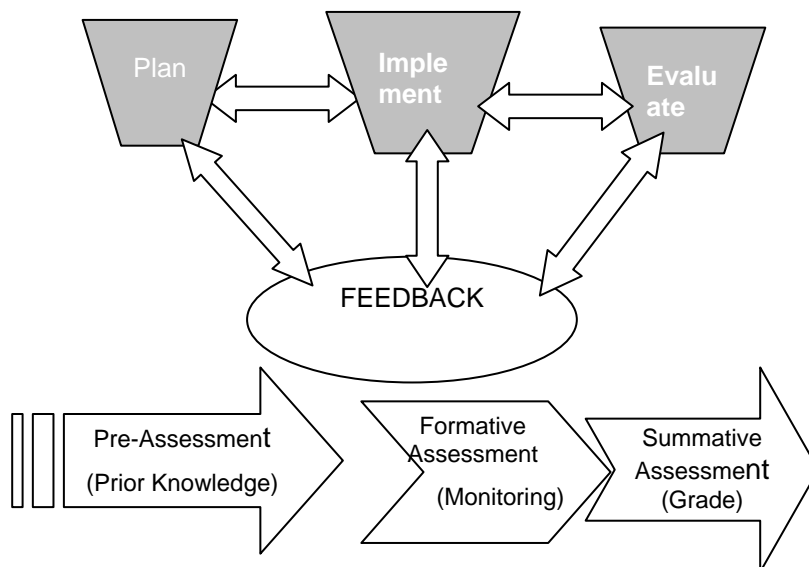 Plan
Imple
ment
Evalu
ate
FEEDBACK
Pre-Assessment
(Prior Knowledge)
Formative
Assessment
(Monitoring)
Summative
Assessment
(Grade)